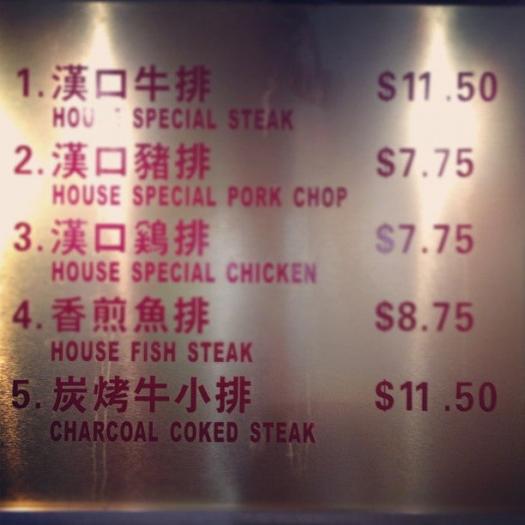 1. 漢口牛排 $11.50
HOUSE SPECIAL STEAK
2. 漢口豬排 $7.75
HOUSE SPECIAL PORK CHOP
3. 漢口鷄排 $7.75
HOUSE SPECIAL CHICKEN
4. 香煎魚排 $8.75
HOUSE FISH STEAK
5. 炭烤牛小排 $11.50
CHARCOAL COKED STEAK